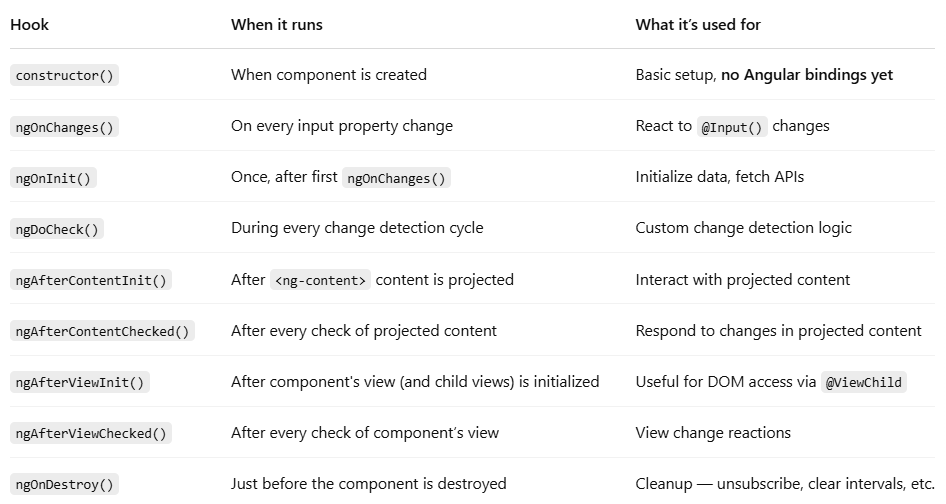 Hook When it runs What it's used for
constructor() When component is created Basic setup, no Angular bindings yet
ngOnChanges() On every input property change React to @Input() changes
ngOnInit() Once, after first ngOnChanges() Initialize data, fetch APIs
ngDoCheck() During every change detection cycle Custom change detection logic
ngAfterContentInit() After <ng-content> content is projected Interact with projected content
ngAfterContentChecked() After every check of projected content Respond to changes in projected content
ngAfterViewInit() After component's view (and child views) is initialized Useful for DOM access via @ViewChild
ngAfterViewChecked() After every check of component's view View change reactions
ngOnDestroy() Just before the component is destroyed Cleanup — unsubscribe, clear intervals, etc.